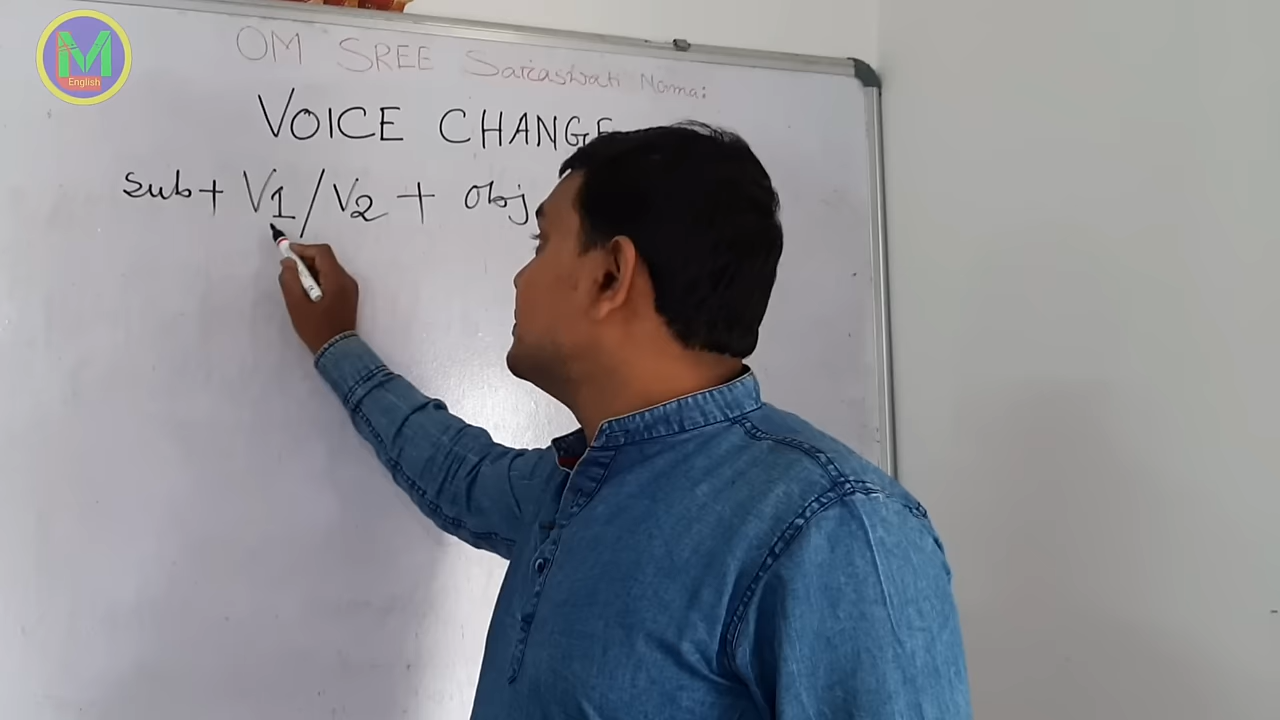 M
English
OM SREE Saraswati Nama:
VOICE CHANGE
Sub + V1 / V2 + Obj